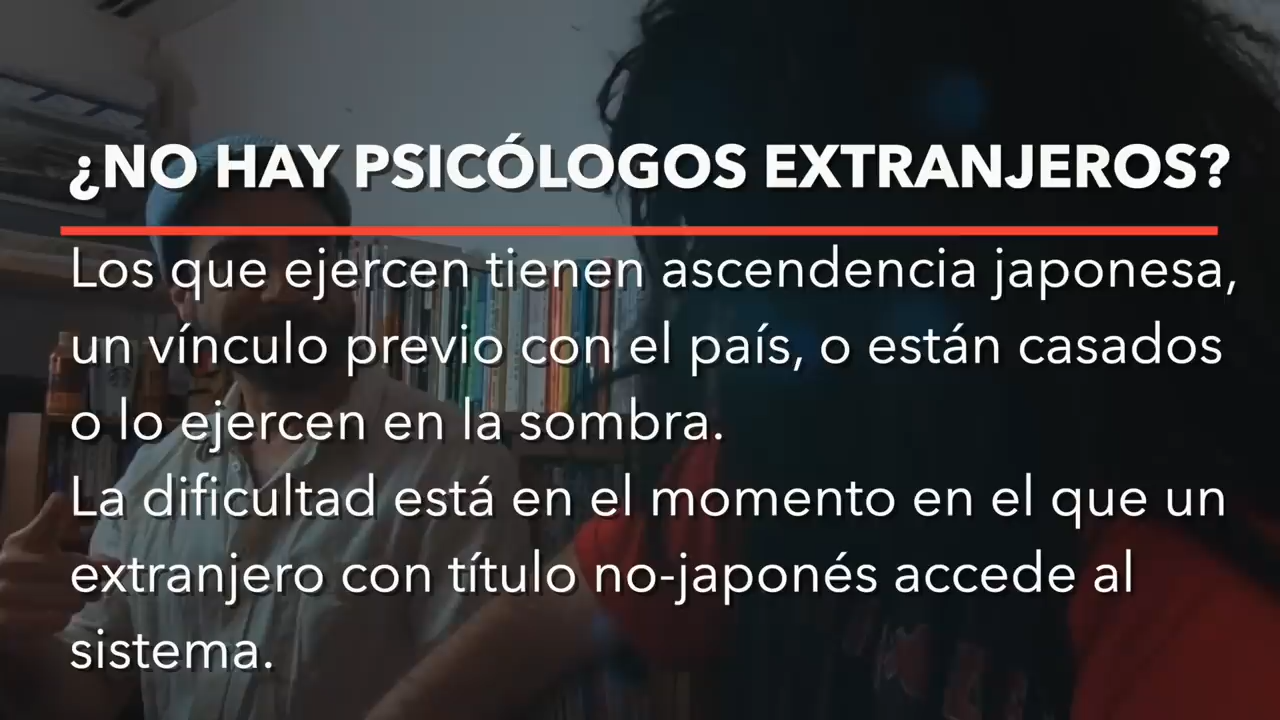 ¿NO HAY PSICÓLOGOS EXTRANJEROS?
Los que ejercen tienen ascendencia japonesa,
un vínculo previo con el país, o están casados
o lo ejercen en la sombra.
La dificultad está en el momento en el que un
extranjero con título no-japonés accede al
sistema.